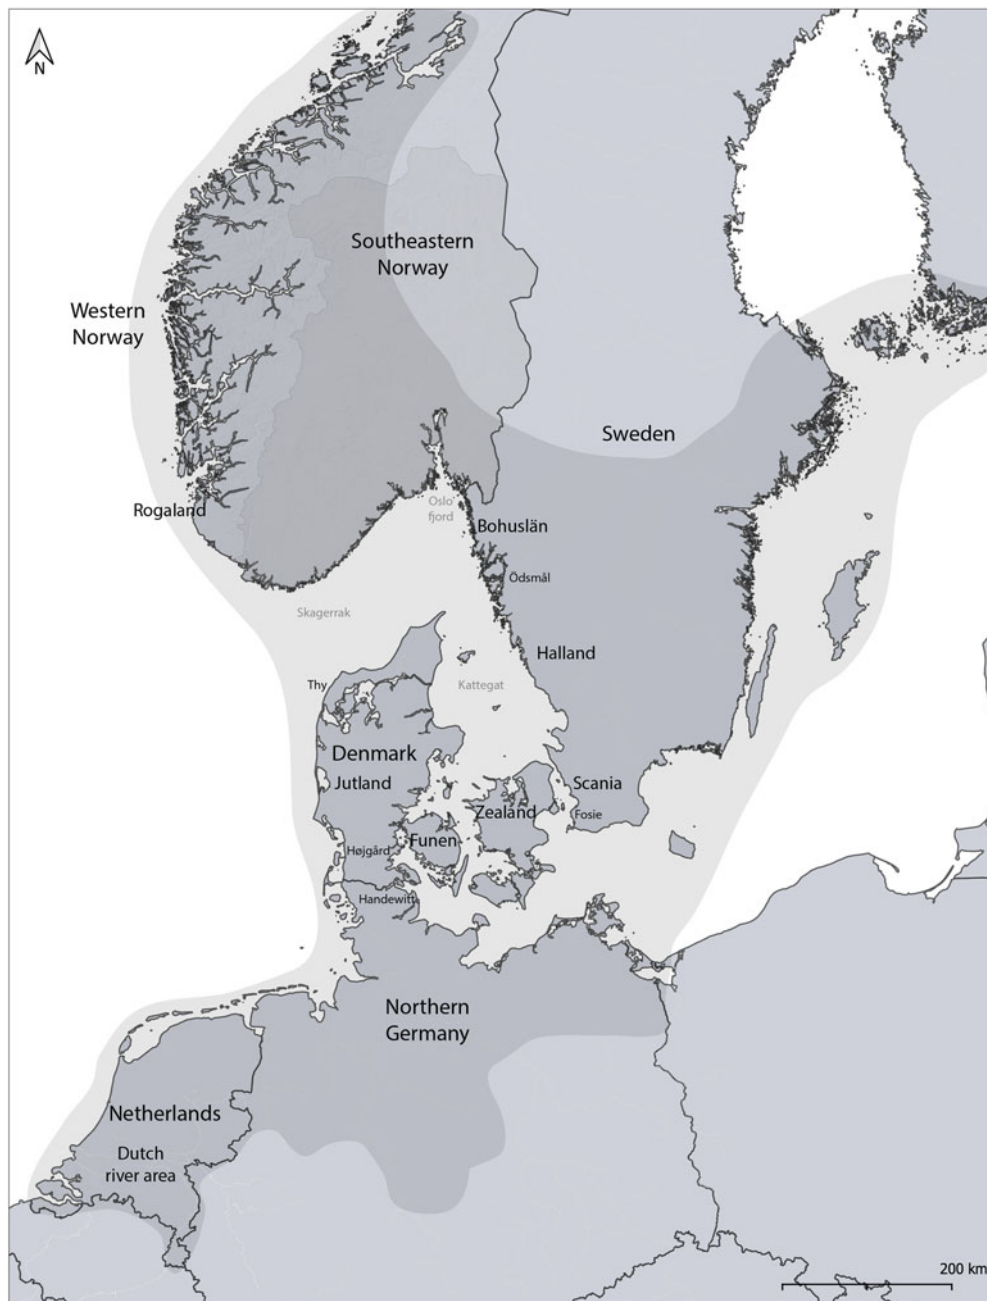 N
Southeastern
Norway
Western
Norway
Sweden
Rogaland
Oslo
fjord
Bohuslän
Ödsmål
Skagerrak
Halland
Thy
Kattegat
Denmark
Jutland
Scania
Zealand
Fosie
Funen
Højgård
Handewitt
Northern
Germany
Netherlands
Dutch
river area
200 km